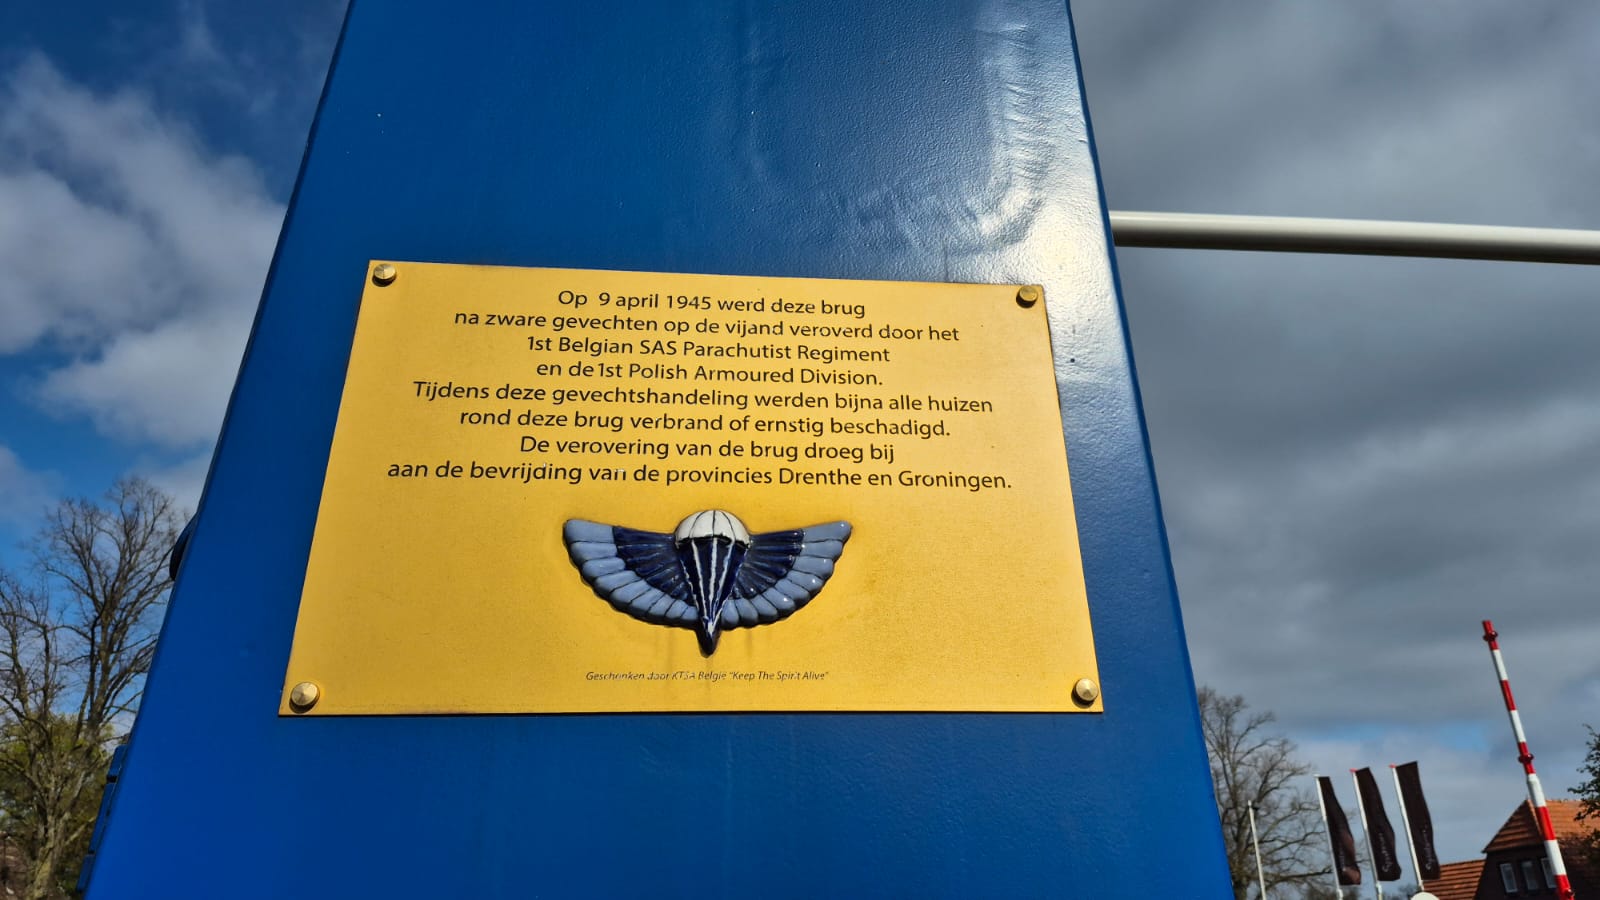 Op 9 april 1945 werd deze brug
na zware gevechten op de vijand veroverd door het
1st Belgian SAS Parachutist Regiment
en de 1st Polish Armoured Division.
Tijdens deze gevechtshandeling werden bijna alle huizen
rond deze brug verbrand of ernstig beschadigd.
De verovering van de brug droeg bij
aan de bevrijding van de provincies Drenthe en Groningen.
Geschonken door KTSA Belgie "Keep The Spirit Alive"